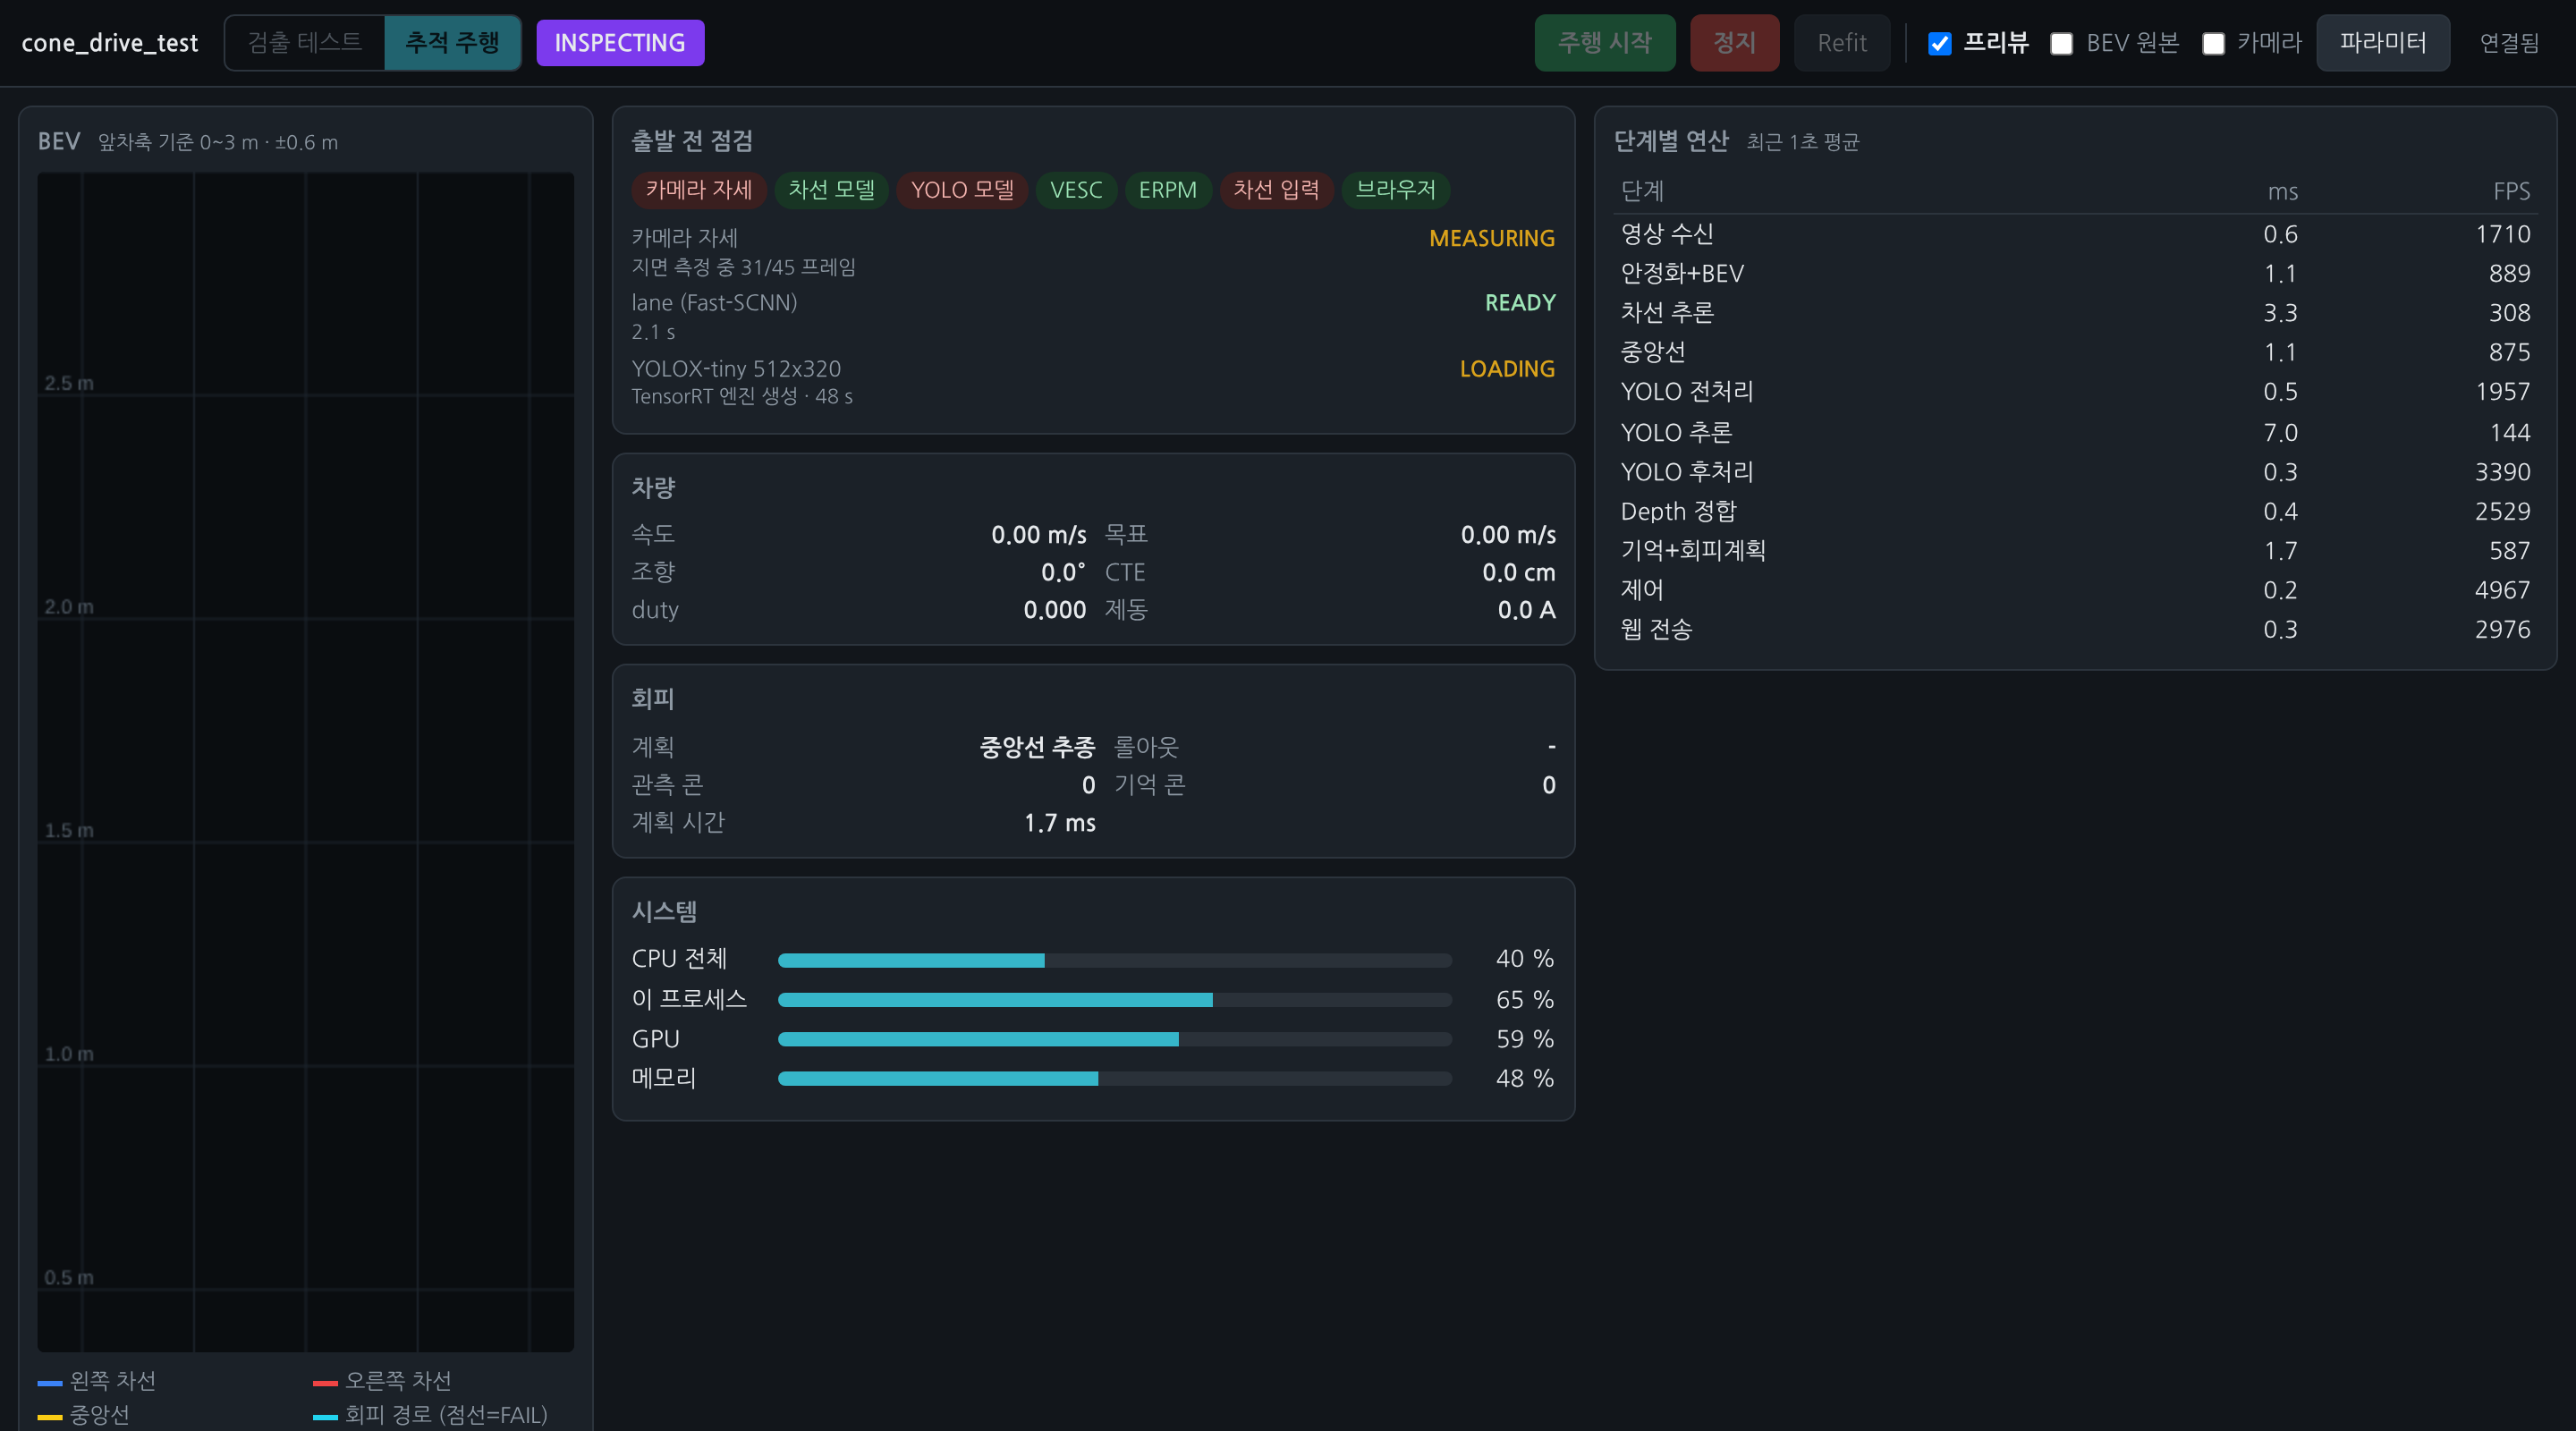 cone_drive_test 검출 테스트 추적 주행 INSPECTING 주행 시작 정지 Refit 프리뷰 BEV 원본 카메라 파라미터 연결됨
BEV 앞차축 기준 0~3 m · ±0.6 m
2.5 m
2.0 m
1.5 m
1.0 m
0.5 m
왼쪽 차선 오른쪽 차선
중앙선 회피 경로 (점선=FAIL)
출발 전 점검
카메라 자세 차선 모델 YOLO 모델 VESC ERPM 차선 입력 브라우저
카메라 자세 MEASURING
지면 측정 중 31/45 프레임
lane (Fast-SCNN) READY
2.1 s
YOLOX-tiny 512x320 LOADING
TensorRT 엔진 생성 · 48 s
차량
속도 0.00 m/s 목표 0.00 m/s
조향 0.0° CTE 0.0 cm
duty 0.000 제동 0.0 A
회피
계획 중앙선 추종 롤아웃 -
관측 콘 0 기억 콘 0
계획 시간 1.7 ms
시스템
CPU 전체 40 %
이 프로세스 65 %
GPU 59 %
메모리 48 %
단계별 연산 최근 1초 평균
단계 ms FPS
영상 수신 0.6 1710
안정화+BEV 1.1 889
차선 추론 3.3 308
중앙선 1.1 875
YOLO 전처리 0.5 1957
YOLO 추론 7.0 144
YOLO 후처리 0.3 3390
Depth 정합 0.4 2529
기억+회피계획 1.7 587
제어 0.2 4967
웹 전송 0.3 2976